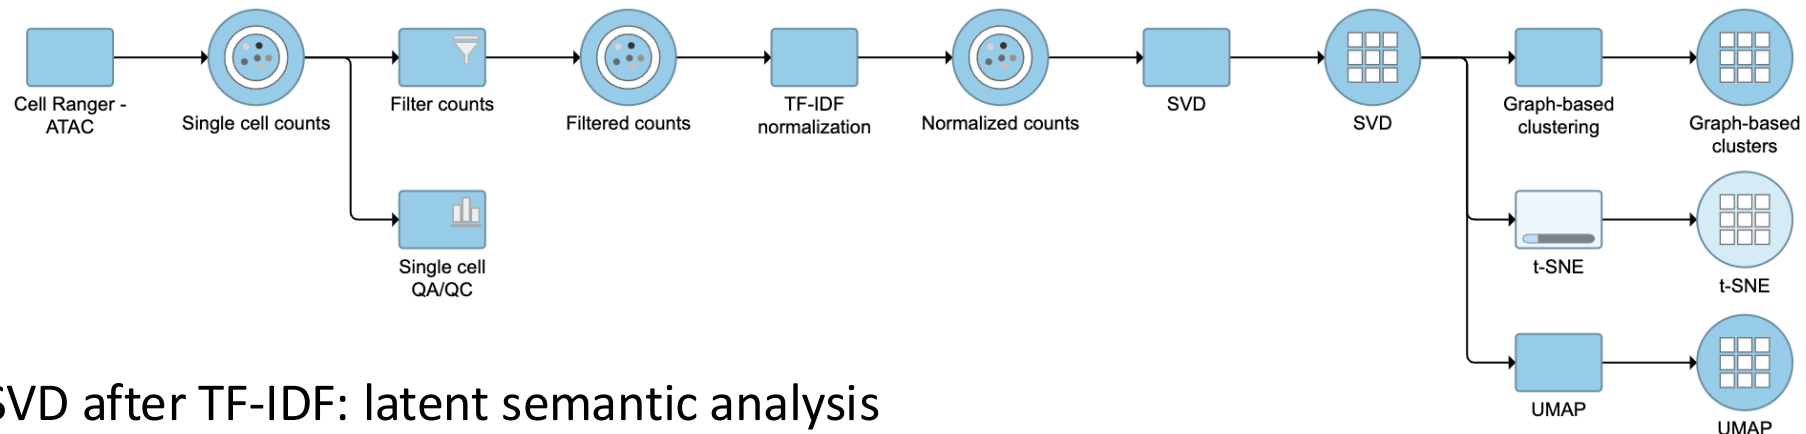 Cell Ranger -
ATAC
Single cell counts
Filter counts
Filtered counts
TF-IDF
normalization
Normalized counts
SVD
SVD
Graph-based
clustering
Graph-based
clusters
Single cell
QA/QC
t-SNE
t-SNE
UMAP
UMAP
SVD after TF-IDF: latent semantic analysis